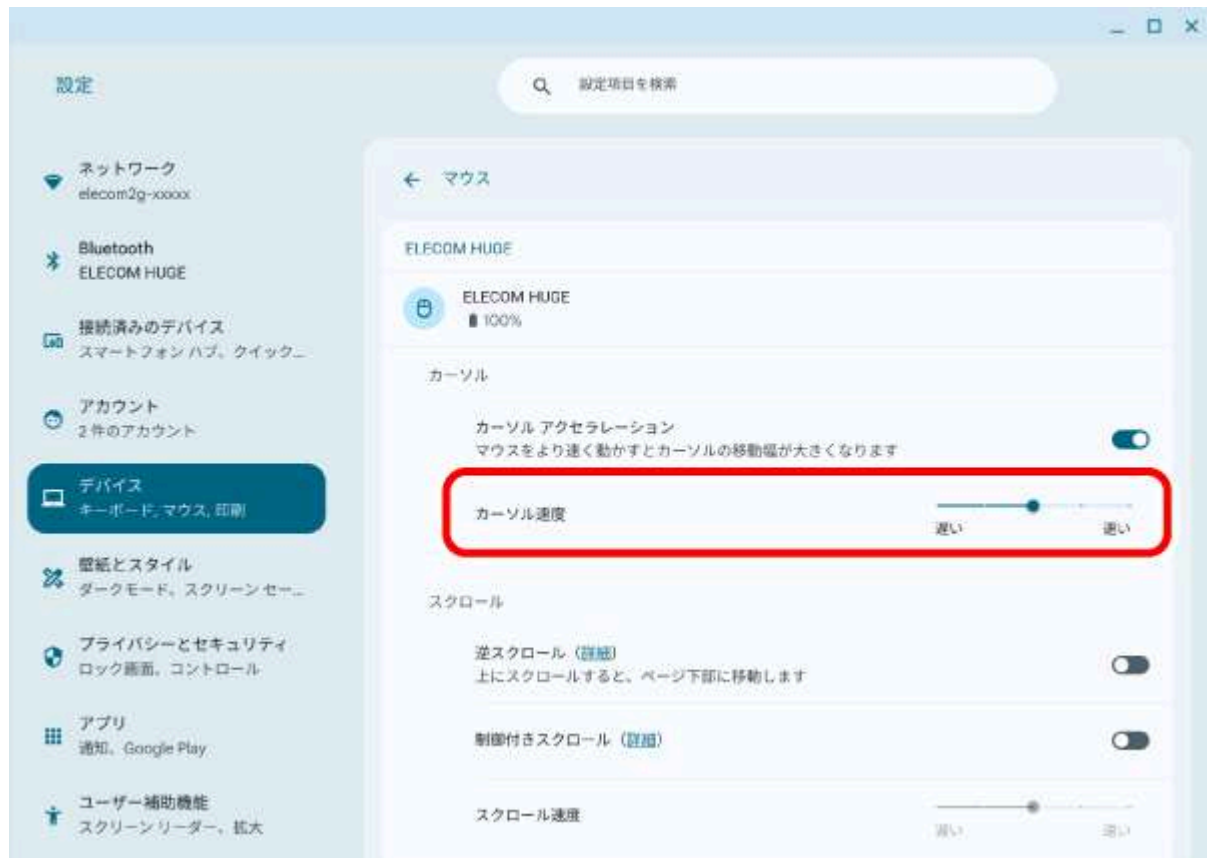 設定
設定項目を検索
ネットワーク
elecom2g-xxxxx
Bluetooth
ELECOM HUGE
接続済みのデバイス
スマートフォン ハブ、クイック...
アカウント
2 件のアカウント
デバイス
キーボード, マウス, 印刷
壁紙とスタイル
ダークモード、スクリーン セー...
プライバシーとセキュリティ
ロック画面、コントロール
アプリ
通知、Google Play
ユーザー補助機能
スクリーン リーダー、拡大
マウス
ELECOM HUGE
ELECOM HUGE
100%
カーソル
カーソル アクセラレーション
マウスをより速く動かすとカーソルの移動幅が大きくなります
カーソル速度
遅い 速い
スクロール
逆スクロール（詳細）
上にスクロールすると、ページ下部に移動します
制御付きスクロール（詳細）
スクロール速度
遅い 速い